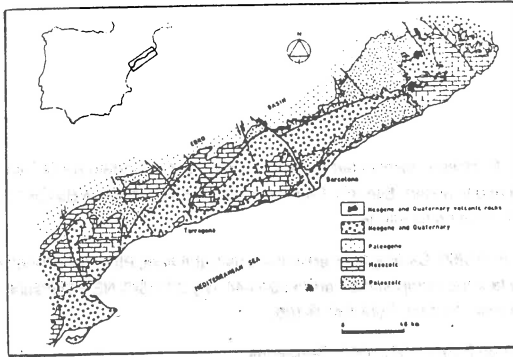 N
EBRO
BASIN
Barcelona
Tarragona
MEDITERRANEAN SEA
Neogene and Quaternary volcanic rocks
Neogene and Quaternary
Paleogene
Mesozoic
Paleozoic
0
40 km